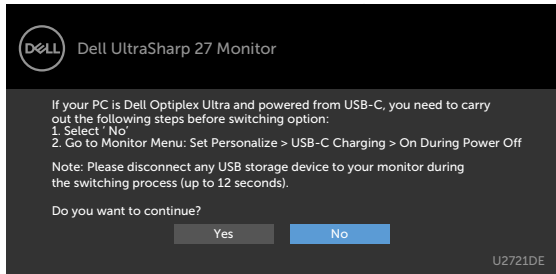 DELL Dell UltraSharp 27 Monitor
If your PC is Dell Optiplex Ultra and powered from USB-C, you need to carry
out the following steps before switching option:
1. Select ‘ No’
2. Go to Monitor Menu: Set Personalize > USB-C Charging > On During Power Off
Note: Please disconnect any USB storage device to your monitor during
the switching process (up to 12 seconds).
Do you want to continue?
Yes No
U2721DE